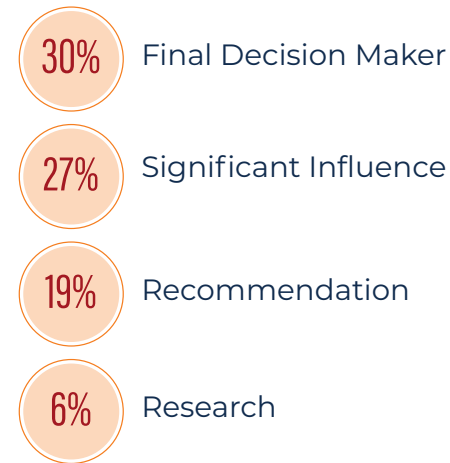 30% Final Decision Maker
27% Significant Influence
19% Recommendation
6% Research